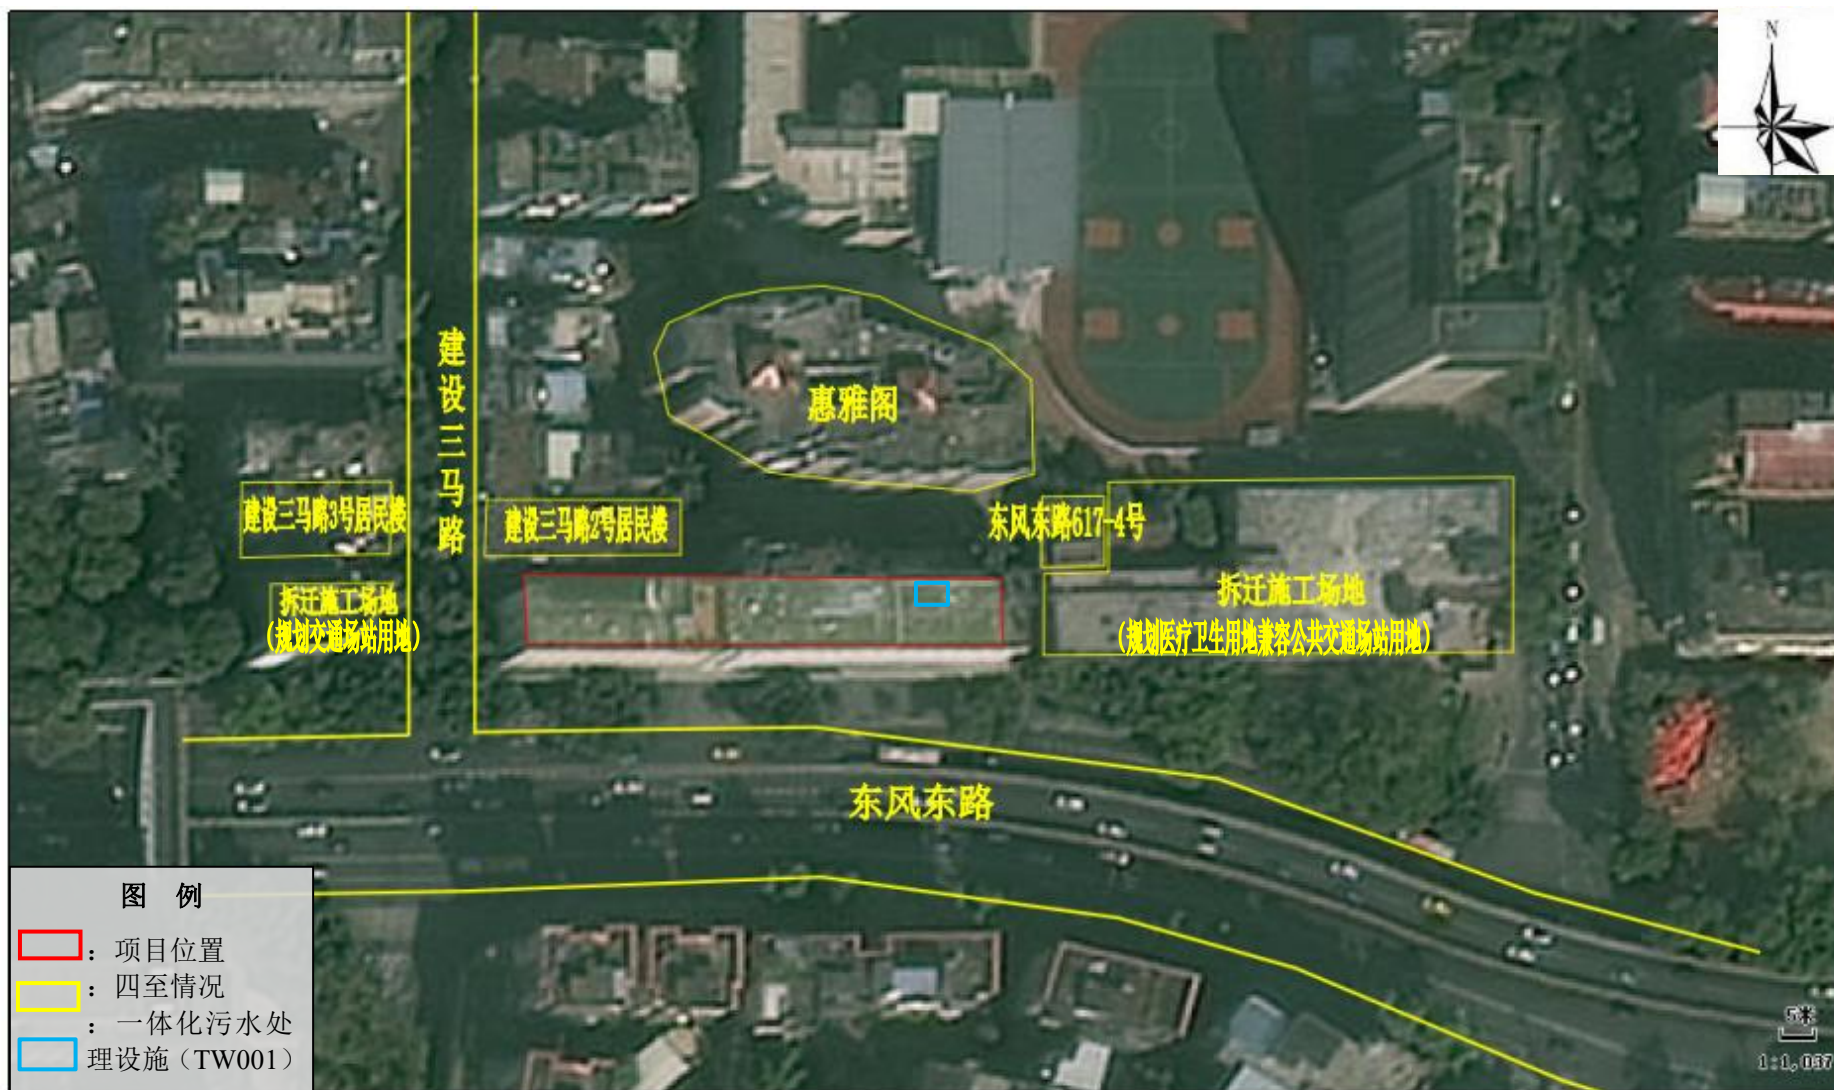 N
建设三马路
惠雅阁
建设三马路3号居民楼
建设三马路2号居民楼
东风东路617-4号
拆迁施工场地
(规划交通场站用地)
拆迁施工场地
(规划医疗卫生用地兼容公共交通场站用地)
东风东路
图 例
：项目位置
：四至情况
：一体化污水处
理设施（TW001）
5米
1:1,037